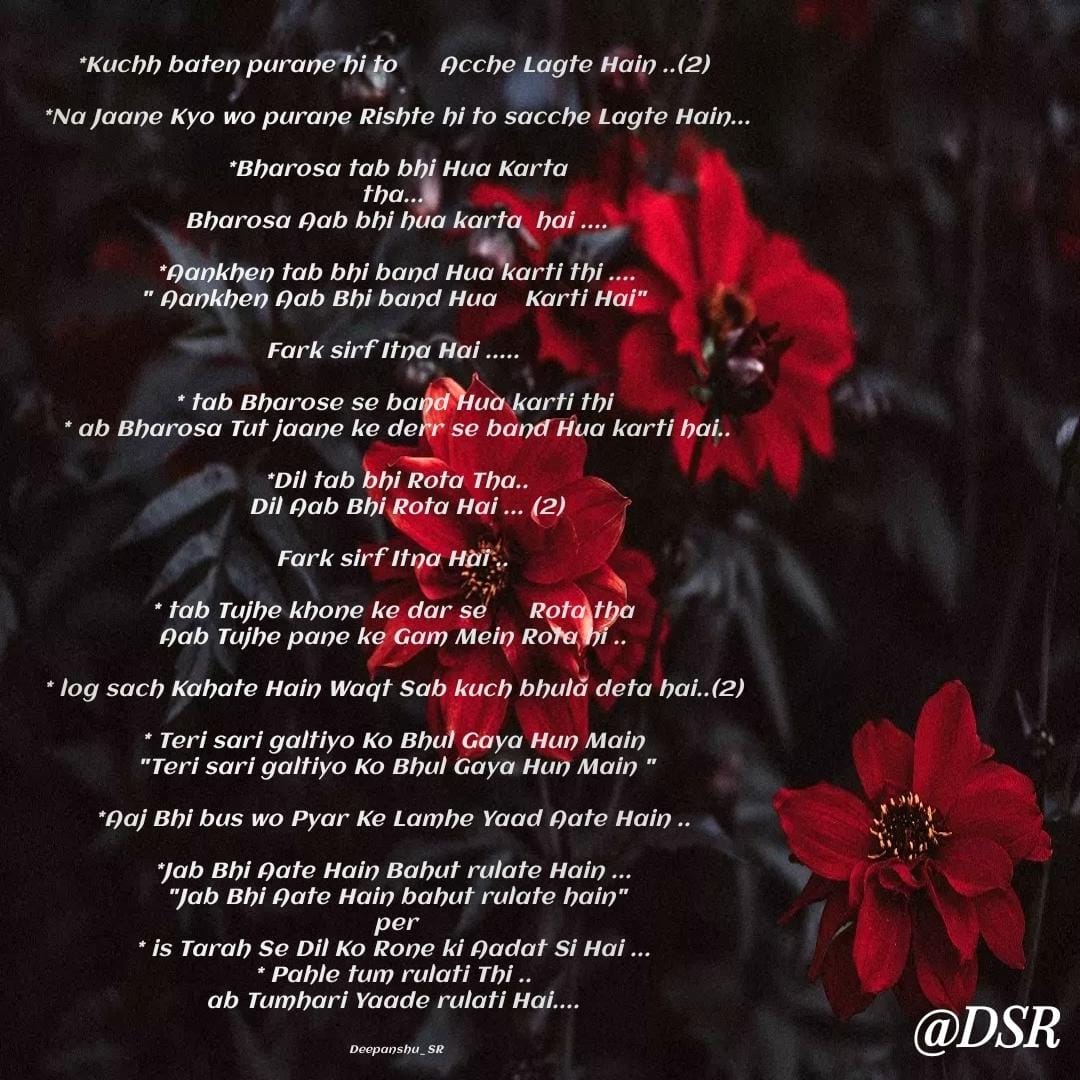 *Kuchh baten purane hi to Acche Lagte Hain ..(2)
*Na Jaane Kyo wo purane Rishte hi to sacche Lagte Hain...
*Bharosa tab bhi Hua Karta
tha...
Bharosa Aab bhi hua karta hai ....
*Aankhen tab bhi band Hua karti thi ....
" Aankhen Aab Bhi band Hua Karti Hai"
Fark sirf Itna Hai .....
* tab Bharose se band Hua karti thi
* ab Bharosa Tut jaane ke derr se band Hua karti hai..
*Dil tab bhi Rota Tha..
Dil Aab Bhi Rota Hai ... (2)
Fark sirf Itna Hai ..
* tab Tujhe khone ke dar se Rota tha
Aab Tujhe pane ke Gam Mein Rota hi ..
* log sach Kahate Hain Waqt Sab kuch bhula deta hai..(2)
* Teri sari galtiyo Ko Bhul Gaya Hun Main
"Teri sari galtiyo Ko Bhul Gaya Hun Main "
*Aaj Bhi bus wo Pyar Ke Lamhe Yaad Aate Hain ..
*Jab Bhi Aate Hain Bahut rulate Hain ...
"Jab Bhi Aate Hain bahut rulate hain"
per
* is Tarah Se Dil Ko Rone ki Aadat Si Hai ...
* Pahle tum rulati Thi ..
ab Tumhari Yaade rulati Hai....
Deepanshu_SR
@DSR